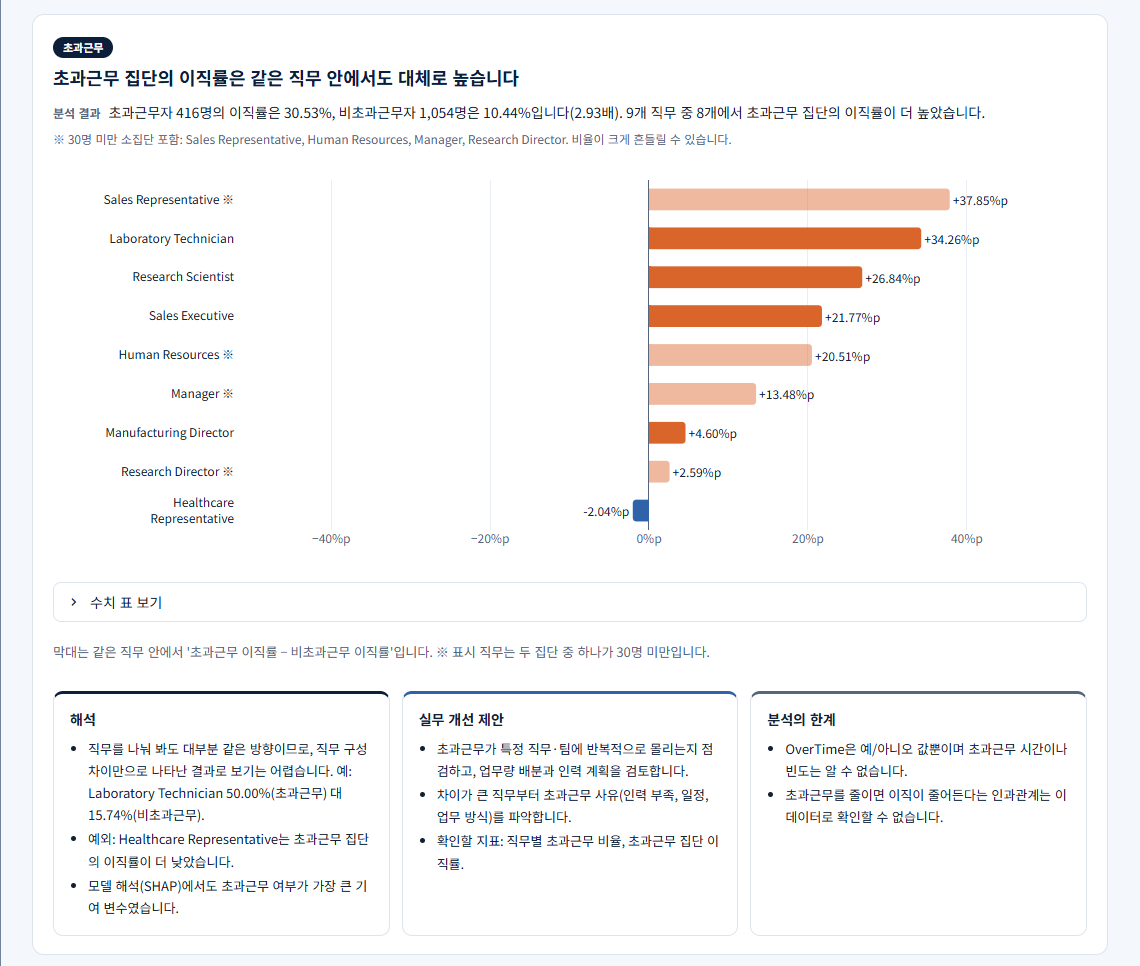 초과근무
초과근무 집단의 이직률은 같은 직무 안에서도 대체로 높습니다
분석 결과 초과근무자 416명의 이직률은 30.53%, 비초과근무자 1,054명은 10.44%입니다(2.93배). 9개 직무 중 8개에서 초과근무 집단의 이직률이 더 높았습니다.
※ 30명 미만 소집단 포함: Sales Representative, Human Resources, Manager, Research Director. 비율이 크게 흔들릴 수 있습니다.
Sales Representative ※ +37.85%p
Laboratory Technician +34.26%p
Research Scientist +26.84%p
Sales Executive +21.77%p
Human Resources ※ +20.51%p
Manager ※ +13.48%p
Manufacturing Director +4.60%p
Research Director ※ +2.59%p
Healthcare
Representative -2.04%p
−40%p −20%p 0%p 20%p 40%p
수치 표 보기
막대는 같은 직무 안에서 '초과근무 이직률 − 비초과근무 이직률'입니다. ※ 표시 직무는 두 집단 중 하나가 30명 미만입니다.
해석
• 직무를 나눠 봐도 대부분 같은 방향이므로, 직무 구성
차이만으로 나타난 결과로 보기는 어렵습니다. 예:
Laboratory Technician 50.00%(초과근무) 대
15.74%(비초과근무).
• 예외: Healthcare Representative는 초과근무 집단
의 이직률이 더 낮았습니다.
• 모델 해석(SHAP)에서도 초과근무 여부가 가장 큰 기
여 변수였습니다.
실무 개선 제안
• 초과근무가 특정 직무·팀에 반복적으로 몰리는지 점
검하고, 업무량 배분과 인력 계획을 검토합니다.
• 차이가 큰 직무부터 초과근무 사유(인력 부족, 일정,
업무 방식)를 파악합니다.
• 확인할 지표: 직무별 초과근무 비율, 초과근무 집단 이
직률.
분석의 한계
• OverTime은 예/아니오 값뿐이며 초과근무 시간이나
빈도는 알 수 없습니다.
• 초과근무를 줄이면 이직이 줄어든다는 인과관계는 이
데이터로 확인할 수 없습니다.